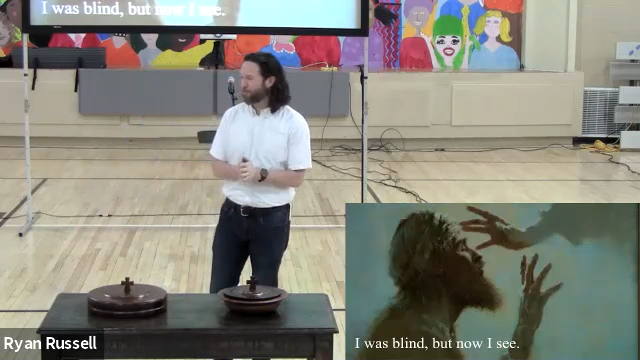 I was blind, but now I see.
Ryan Russell
I was blind, but now I see.